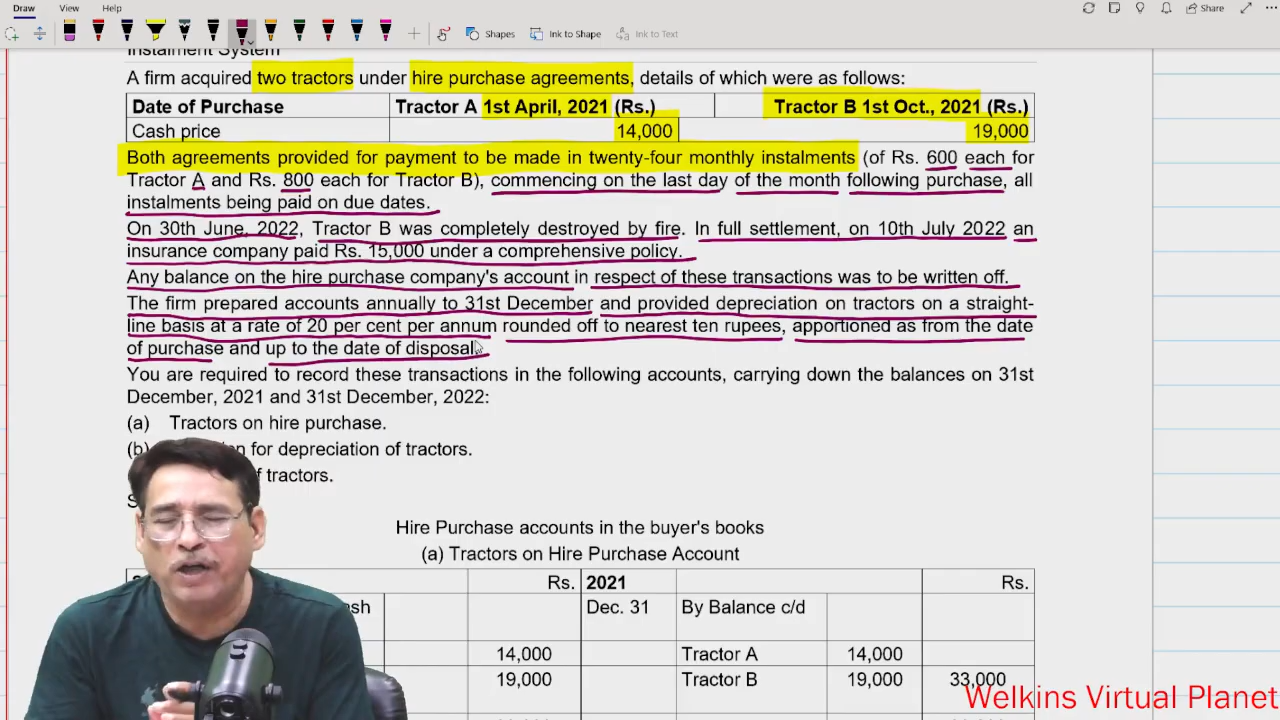 Draw View Help
Share
Shapes Ink to Shape Ink to Text
Instalment System
A firm acquired two tractors under hire purchase agreements, details of which were as follows:
Date of Purchase Tractor A 1st April, 2021 (Rs.) Tractor B 1st Oct., 2021 (Rs.)
Cash price 14,000 19,000
Both agreements provided for payment to be made in twenty-four monthly instalments (of Rs. 600 each for
Tractor A and Rs. 800 each for Tractor B), commencing on the last day of the month following purchase, all
instalments being paid on due dates.
On 30th June, 2022, Tractor B was completely destroyed by fire. In full settlement, on 10th July 2022 an
insurance company paid Rs. 15,000 under a comprehensive policy.
Any balance on the hire purchase company's account in respect of these transactions was to be written off.
The firm prepared accounts annually to 31st December and provided depreciation on tractors on a straight-
line basis at a rate of 20 per cent per annum rounded off to nearest ten rupees, apportioned as from the date
of purchase and up to the date of disposal.
You are required to record these transactions in the following accounts, carrying down the balances on 31st
December, 2021 and 31st December, 2022:
(a) Tractors on hire purchase.
(b) for depreciation of tractors.
of tractors.
Hire Purchase accounts in the buyer's books
(a) Tractors on Hire Purchase Account
Rs. 2021 Rs.
Dec. 31 By Balance c/d
14,000 Tractor A 14,000
19,000 Tractor B 19,000 33,000
Welkins Virtual Planet